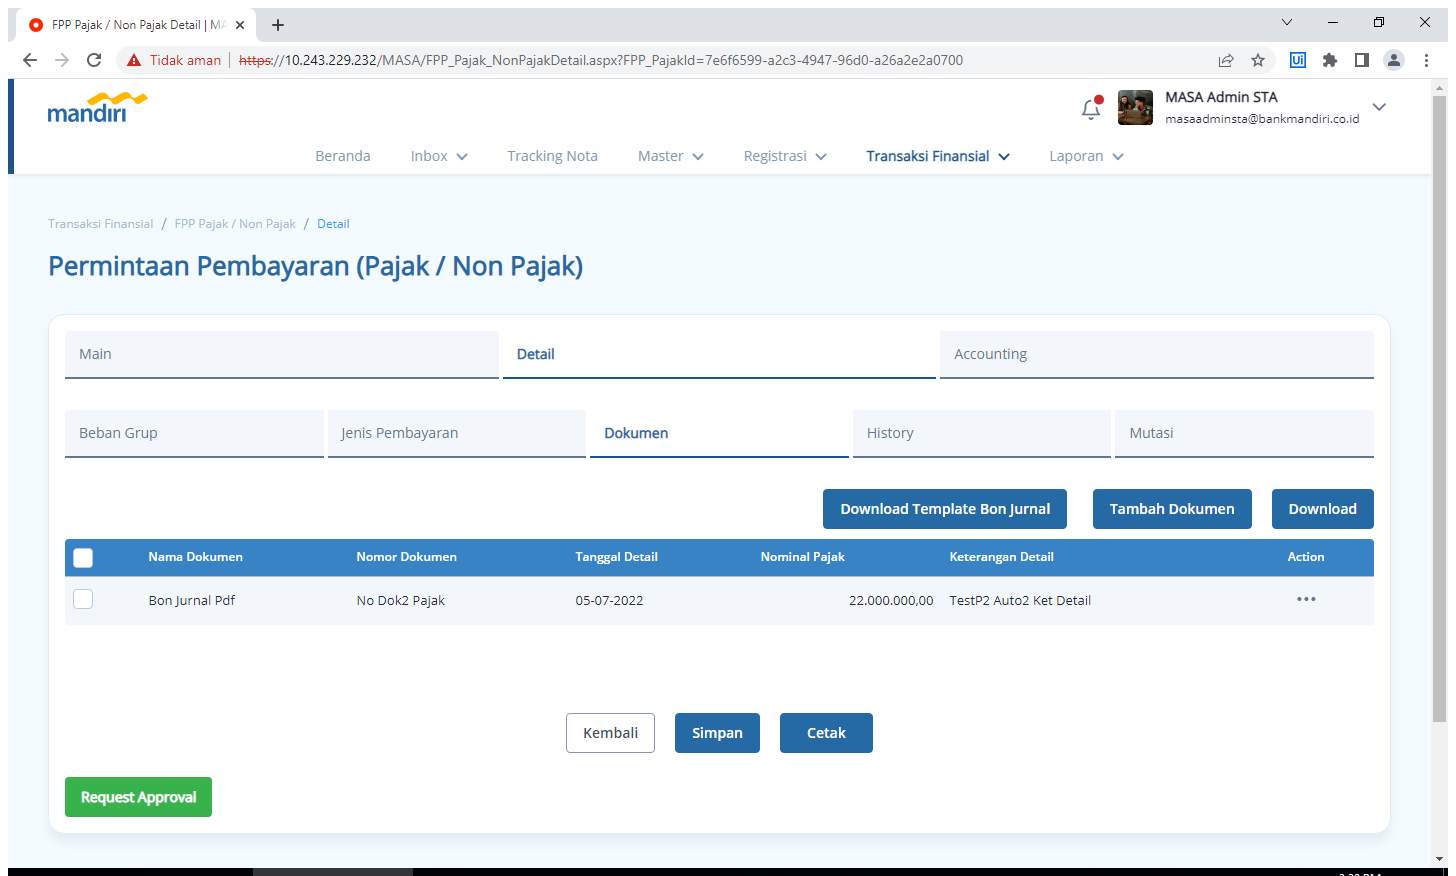 FPP Pajak / Non Pajak Detail | MA
Tidak aman
https://10.243.229.232/MASA/FPP_Pajak_NonPajakDetail.aspx?FPP_PajakId=7e6f6599-a2c3-4947-96d0-a26a2e2a0700
Ui
mandiri
MASA Admin STA
masaadminsta@bankmandiri.co.id
Beranda Inbox Tracking Nota Master Registrasi Transaksi Finansial Laporan
Transaksi Finansial / FPP Pajak / Non Pajak / Detail
Permintaan Pembayaran (Pajak / Non Pajak)
Main Detail Accounting
Beban Grup Jenis Pembayaran Dokumen History Mutasi
Download Template Bon Jurnal Tambah Dokumen Download
Nama Dokumen Nomor Dokumen Tanggal Detail Nominal Pajak Keterangan Detail Action
Bon Jurnal Pdf No Dok2 Pajak 05-07-2022 22.000.000,00 TestP2 Auto2 Ket Detail
Kembali Simpan Cetak
Request Approval